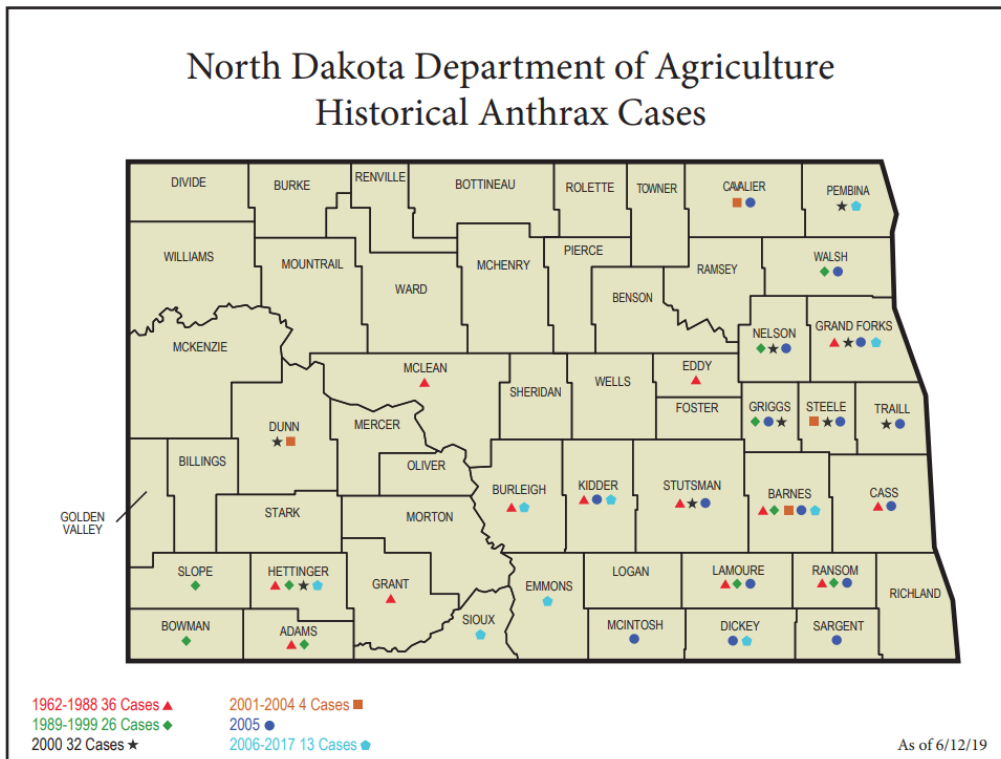 North Dakota Department of Agriculture
Historical Anthrax Cases
DIVIDE
BURKE
RENVILLE
BOTTINEAU
ROLETTE
TOWNER
CAVALIER
PEMBINA
WILLIAMS
MOUNTRAIL
WARD
MCHENRY
PIERCE
BENSON
RAMSEY
WALSH
MCKENZIE
NELSON
GRAND FORKS
MCLEAN
SHERIDAN
WELLS
EDDY
FOSTER
GRIGGS
STEELE
TRAILL
DUNN
MERCER
OLIVER
BILLINGS
GOLDEN
VALLEY
STARK
MORTON
BURLEIGH
KIDDER
STUTSMAN
BARNES
CASS
SLOPE
HETTINGER
GRANT
SIOUX
EMMONS
LOGAN
LAMOURE
RANSOM
RICHLAND
BOWMAN
ADAMS
MCINTOSH
DICKEY
SARGENT
1962-1988 36 Cases
1989-1999 26 Cases
2000 32 Cases
2001-2004 4 Cases
2005
2006-2017 13 Cases
As of 6/12/19